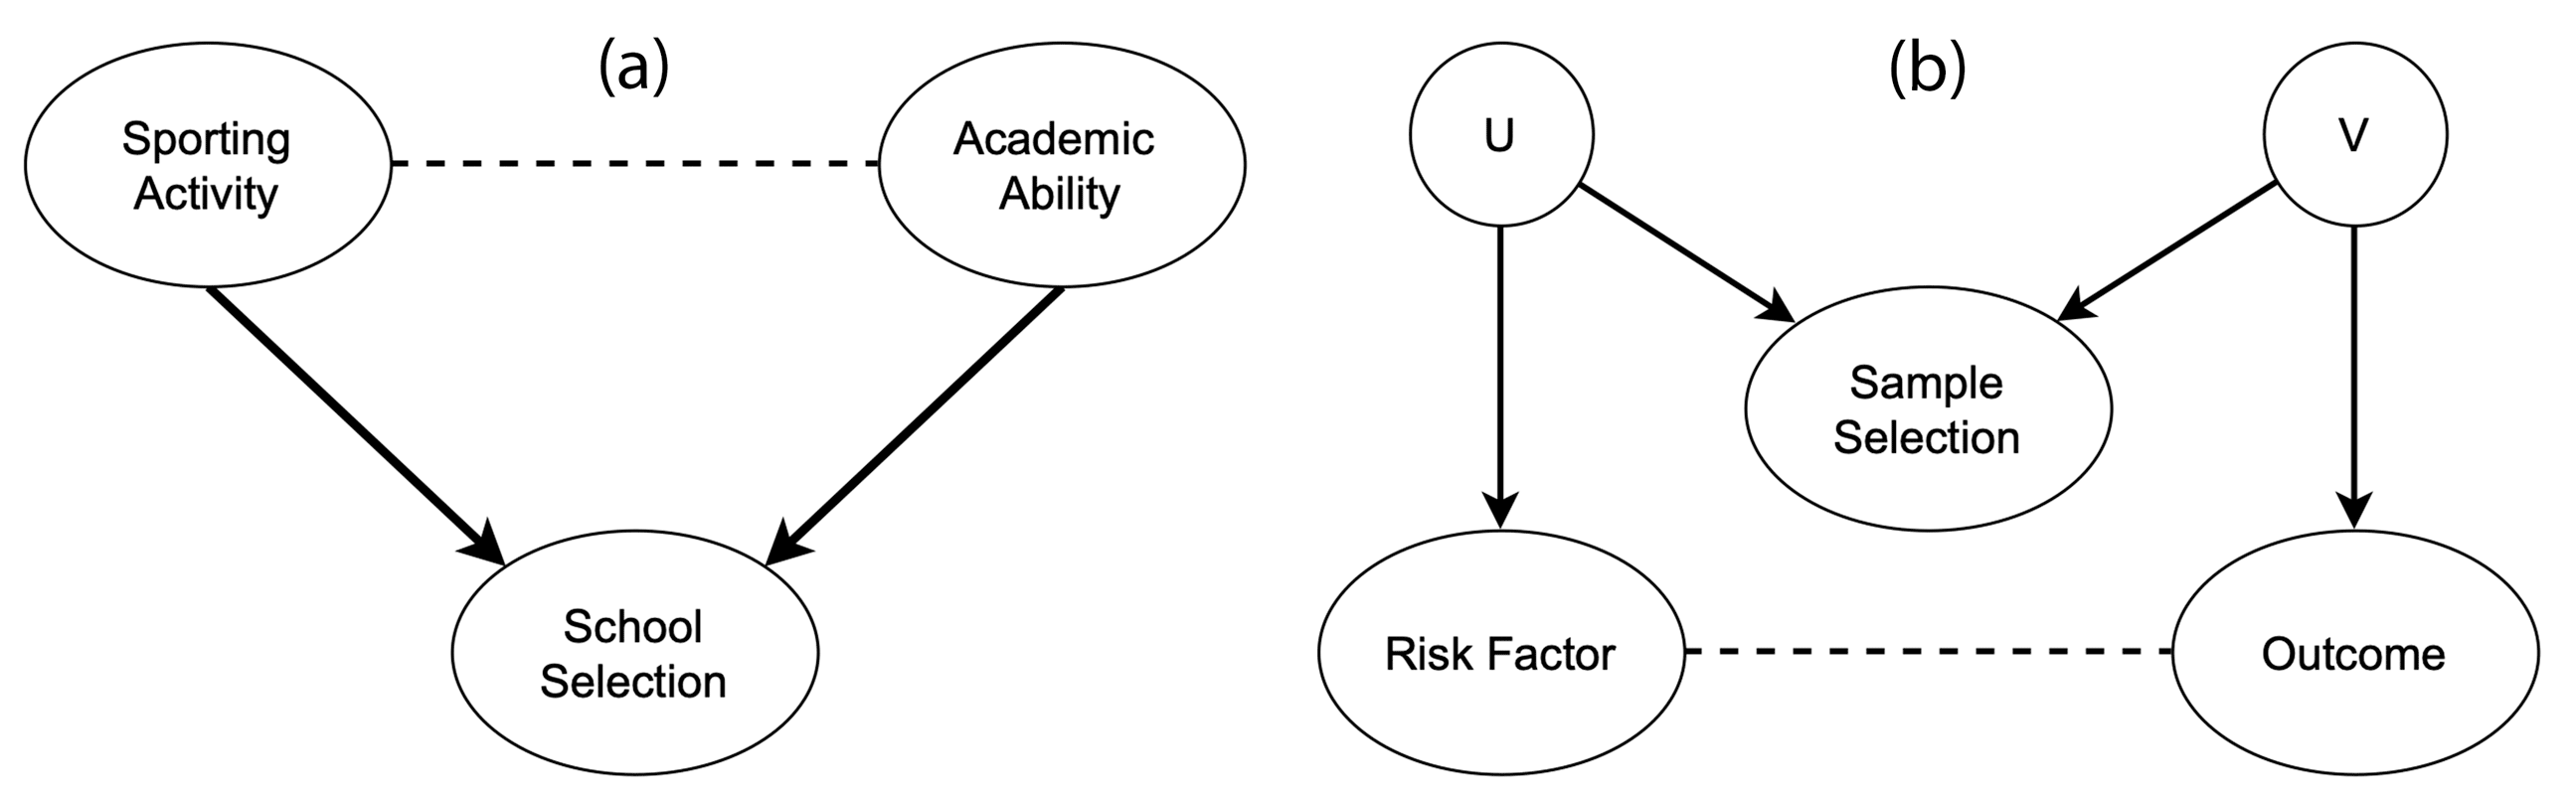 (a)
Sporting
Activity
Academic
Ability
School
Selection
(b)
U
V
Sample
Selection
Risk Factor
Outcome